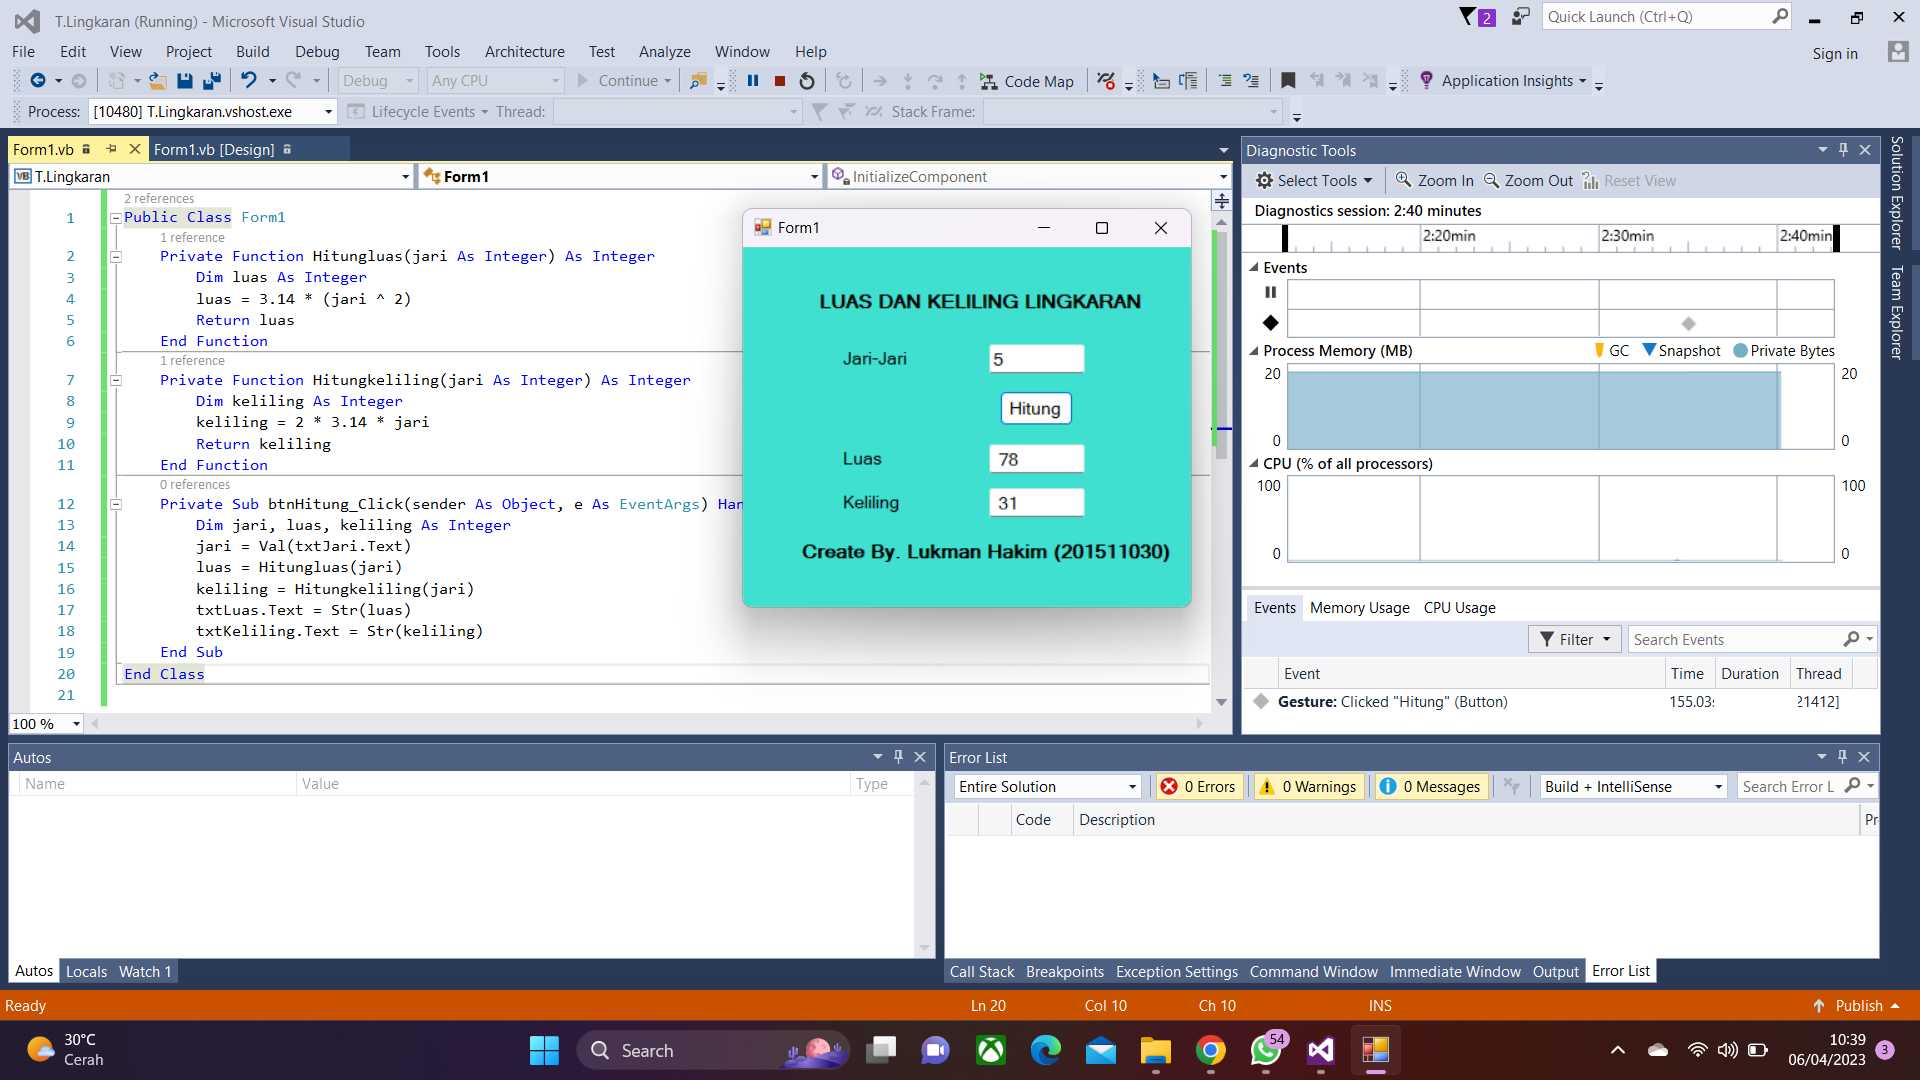 T.Lingkaran (Running) - Microsoft Visual Studio
2
Quick Launch (Ctrl+Q)
File Edit View Project Build Debug Team Tools Architecture Test Analyze Window Help
Sign in
Debug Any CPU Continue Code Map Application Insights
Process: [10480] T.Lingkaran.vshost.exe Lifecycle Events Thread: Stack Frame:
Form1.vb Form1.vb [Design]
VB T.Lingkaran Form1 InitializeComponent
2 references
1 Public Class Form1
1 reference
2 Private Function Hitungluas(jari As Integer) As Integer
3 Dim luas As Integer
4 luas = 3.14 * (jari ^ 2)
5 Return luas
6 End Function
1 reference
7 Private Function Hitungkeliling(jari As Integer) As Integer
8 Dim keliling As Integer
9 keliling = 2 * 3.14 * jari
10 Return keliling
11 End Function
0 references
12 Private Sub btnHitung_Click(sender As Object, e As EventArgs) Han
13 Dim jari, luas, keliling As Integer
14 jari = Val(txtJari.Text)
15 luas = Hitungluas(jari)
16 keliling = Hitungkeliling(jari)
17 txtLuas.Text = Str(luas)
18 txtKeliling.Text = Str(keliling)
19 End Sub
20 End Class
21
100 %
Form1
LUAS DAN KELILING LINGKARAN
Jari-Jari 5
Hitung
Luas 78
Keliling 31
Create By. Lukman Hakim (201511030)
Diagnostic Tools
Select Tools Zoom In Zoom Out Reset View
Diagnostics session: 2:40 minutes
2:20min 2:30min 2:40min
Events
Process Memory (MB) GC Snapshot Private Bytes
20 20
0 0
CPU (% of all processors)
100 100
0 0
Events Memory Usage CPU Usage
Filter Search Events
Event Time Duration Thread
Gesture: Clicked "Hitung" (Button) 155.03s 21412]
Solution Explorer
Team Explorer
Autos
Name Value Type
Autos Locals Watch 1
Error List
Entire Solution 0 Errors 0 Warnings 0 Messages Build + IntelliSense Search Error L
Code Description Pr
Call Stack Breakpoints Exception Settings Command Window Immediate Window Output Error List
Ready Ln 20 Col 10 Ch 10 INS Publish
30°C
Cerah
Search
54
10:39
06/04/2023
3